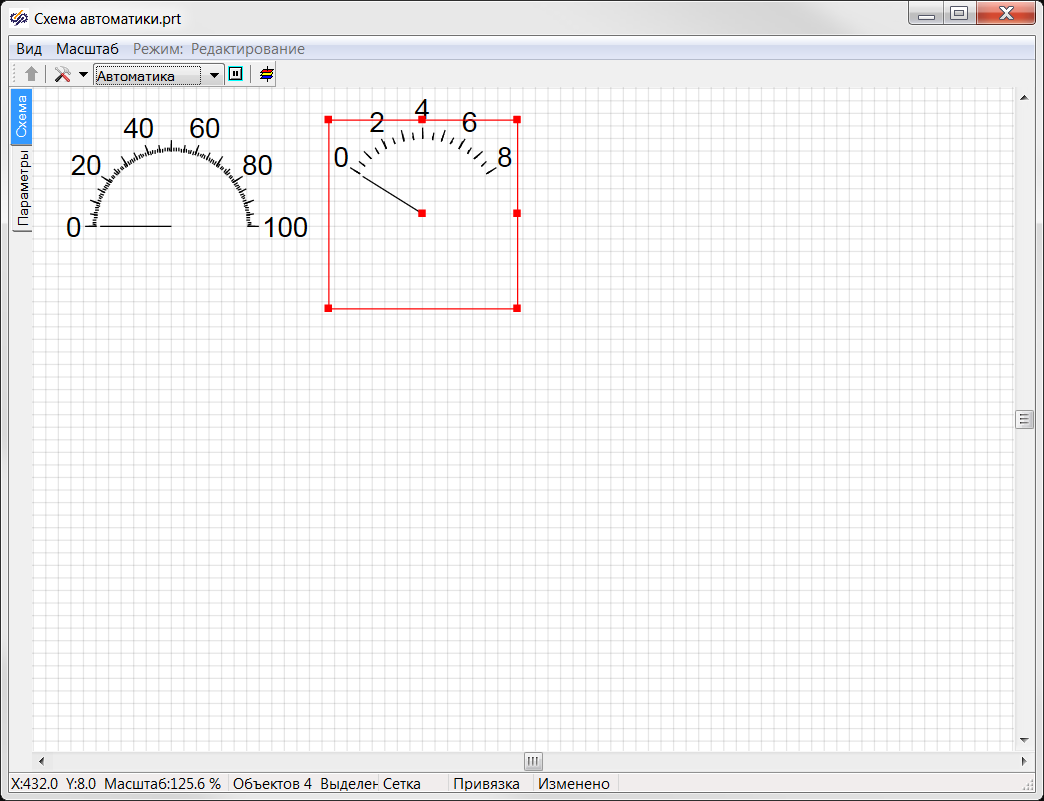 Схема автоматики.prt
Вид Масштаб Режим: Редактирование
Автоматика
Схема
Параметры
0 20 40 60 80 100
0 2 4 6 8
X:432.0 Y:8.0 Масштаб:125.6 % Объектов 4 Выделен Сетка Привязка Изменено